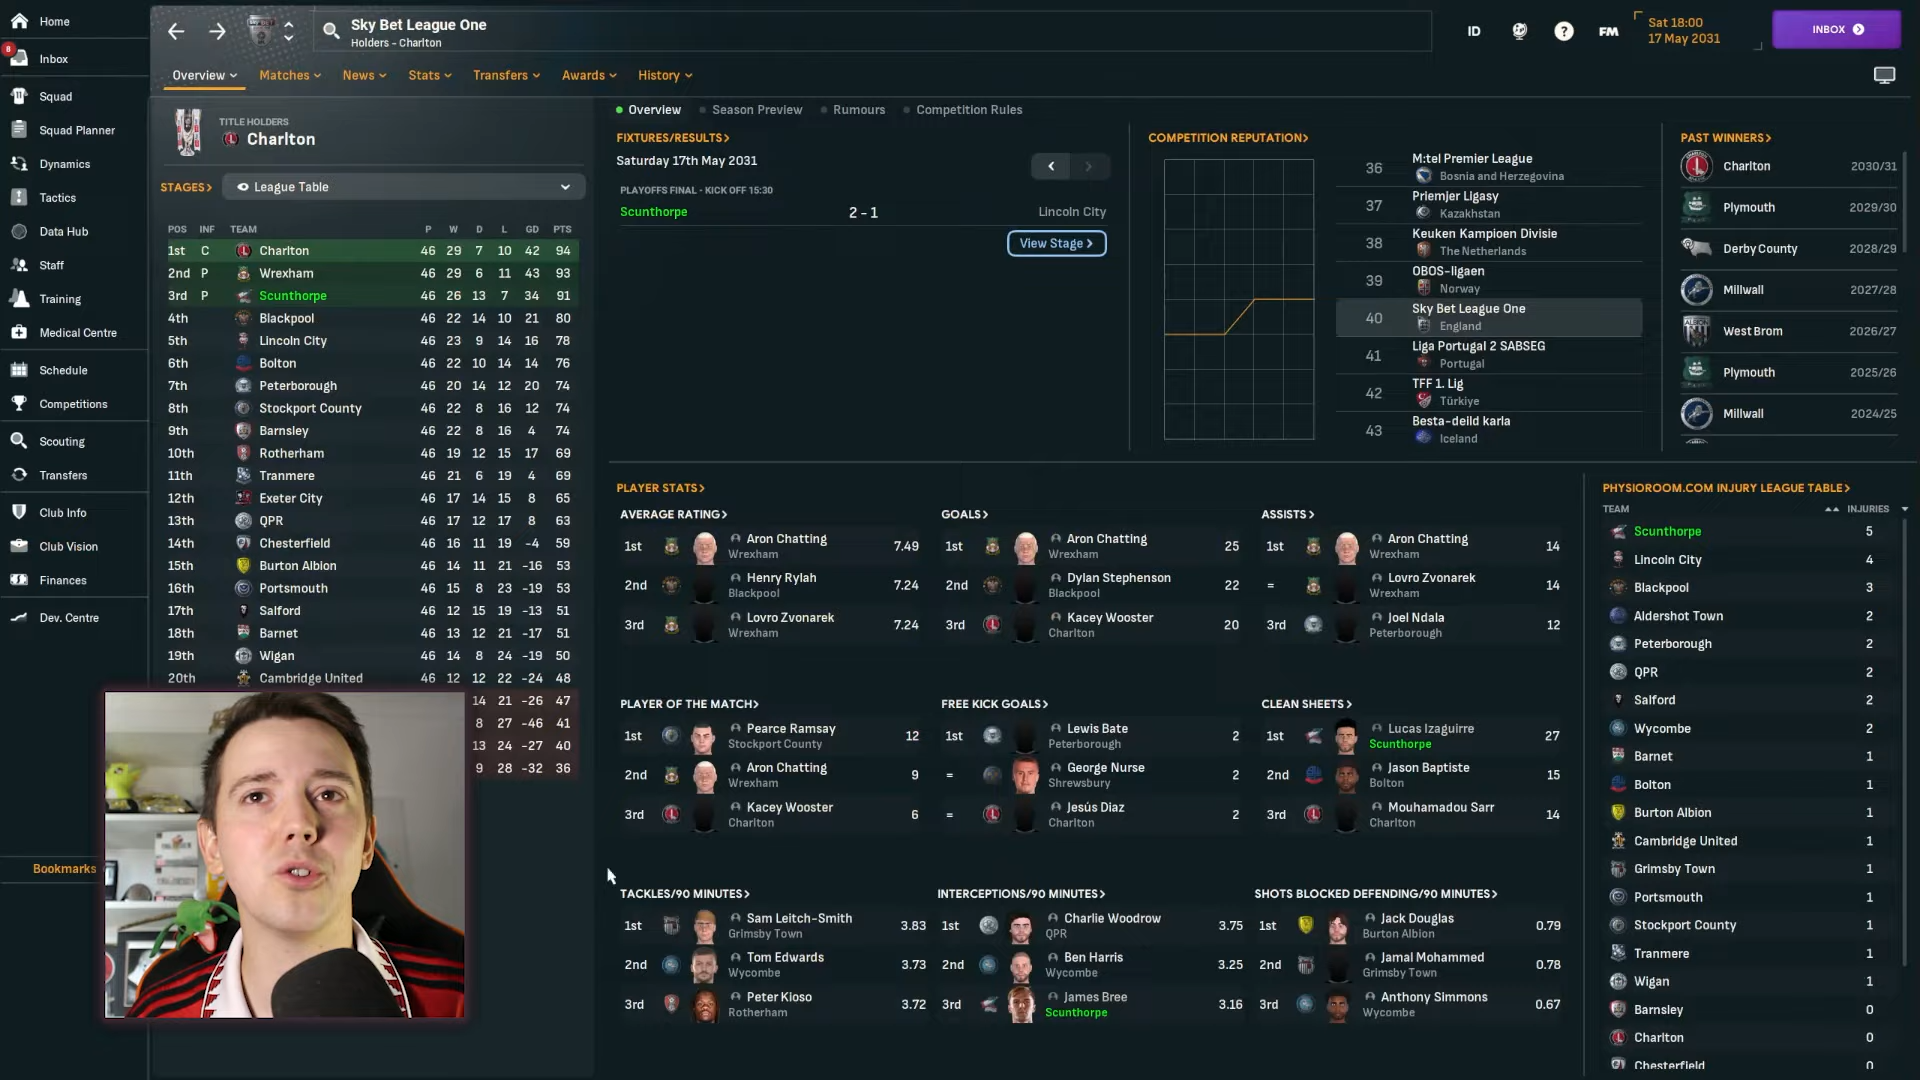 Home
8
Inbox
Squad
Squad Planner
Dynamics
Tactics
Data Hub
Staff
Training
Medical Centre
Schedule
Competitions
Scouting
Transfers
Club Info
Club Vision
Finances
Dev. Centre
Bookmarks
Sky Bet League One
Holders - Charlton
ID
?
FM
Sat 18:00
17 May 2031
INBOX
Overview
Matches
News
Stats
Transfers
Awards
History
TITLE HOLDERS
Charlton
STAGES>
League Table
POS INF TEAM P W D L GD PTS
1st C Charlton 46 29 7 10 42 94
2nd P Wrexham 46 29 6 11 43 93
3rd P Scunthorpe 46 26 13 7 34 91
4th Blackpool 46 22 14 10 21 80
5th Lincoln City 46 23 9 14 16 78
6th Bolton 46 22 10 14 14 76
7th Peterborough 46 20 14 12 20 74
8th Stockport County 46 22 8 16 12 74
9th Barnsley 46 22 8 16 4 74
10th Rotherham 46 19 12 15 17 69
11th Tranmere 46 21 6 19 4 69
12th Exeter City 46 17 14 15 8 65
13th QPR 46 17 12 17 8 63
14th Chesterfield 46 16 11 19 -4 59
15th Burton Albion 46 14 11 21 -16 53
16th Portsmouth 46 15 8 23 -19 53
17th Salford 46 12 15 19 -13 51
18th Barnet 46 13 12 21 -17 51
19th Wigan 46 14 8 24 -19 50
20th Cambridge United 46 12 12 22 -24 48
14 21 -26 47
8 27 -46 41
13 24 -27 40
9 28 -32 36
Overview
Season Preview
Rumours
Competition Rules
FIXTURES/RESULTS>
Saturday 17th May 2031
PLAYOFFS FINAL - KICK OFF 15:30
Scunthorpe 2 - 1 Lincoln City
View Stage >
COMPETITION REPUTATION>
36 M:tel Premier League
Bosnia and Herzegovina
37 Premjer Ligasy
Kazakhstan
38 Keuken Kampioen Divisie
The Netherlands
39 OBOS-ligaen
Norway
40 Sky Bet League One
England
41 Liga Portugal 2 SABSEG
Portugal
42 TFF 1. Lig
Türkiye
43 Besta-deild karla
Iceland
PAST WINNERS>
Charlton 2030/31
Plymouth 2029/30
Derby County 2028/29
Millwall 2027/28
West Brom 2026/27
Plymouth 2025/26
Millwall 2024/25
PLAYER STATS>
AVERAGE RATING>
1st Aron Chatting 7.49
Wrexham
2nd Henry Rylah 7.24
Blackpool
3rd Lovro Zvonarek 7.24
Wrexham
GOALS>
1st Aron Chatting 25
Wrexham
2nd Dylan Stephenson 22
Blackpool
3rd Kacey Wooster 20
Charlton
ASSISTS>
1st Aron Chatting 14
Wrexham
= Lovro Zvonarek 14
Wrexham
3rd Joel Ndala 12
Peterborough
PLAYER OF THE MATCH>
1st Pearce Ramsay 12
Stockport County
2nd Aron Chatting 9
Wrexham
3rd Kacey Wooster 6
Charlton
FREE KICK GOALS>
1st Lewis Bate 2
Peterborough
= George Nurse 2
Shrewsbury
= Jesús Diaz 2
Charlton
CLEAN SHEETS>
1st Lucas Izaguirre 27
Scunthorpe
2nd Jason Baptiste 15
Bolton
3rd Mouhamadou Sarr 14
Charlton
TACKLES/90 MINUTES>
1st Sam Leitch-Smith 3.83
Grimsby Town
2nd Tom Edwards 3.73
Wycombe
3rd Peter Kioso 3.72
Rotherham
INTERCEPTIONS/90 MINUTES>
1st Charlie Woodrow 3.75
QPR
2nd Ben Harris 3.25
Wycombe
3rd James Bree 3.16
Scunthorpe
SHOTS BLOCKED DEFENDING/90 MINUTES>
1st Jack Douglas 0.79
Burton Albion
2nd Jamal Mohammed 0.78
Grimsby Town
3rd Anthony Simmons 0.67
Wycombe
PHYSIOROOM.COM INJURY LEAGUE TABLE>
TEAM INJURIES
Scunthorpe 5
Lincoln City 4
Blackpool 3
Aldershot Town 2
Peterborough 2
QPR 2
Salford 2
Wycombe 2
Barnet 1
Bolton 1
Burton Albion 1
Cambridge United 1
Grimsby Town 1
Portsmouth 1
Stockport County 1
Tranmere 1
Wigan 1
Barnsley 0
Charlton 0
Chesterfield 0